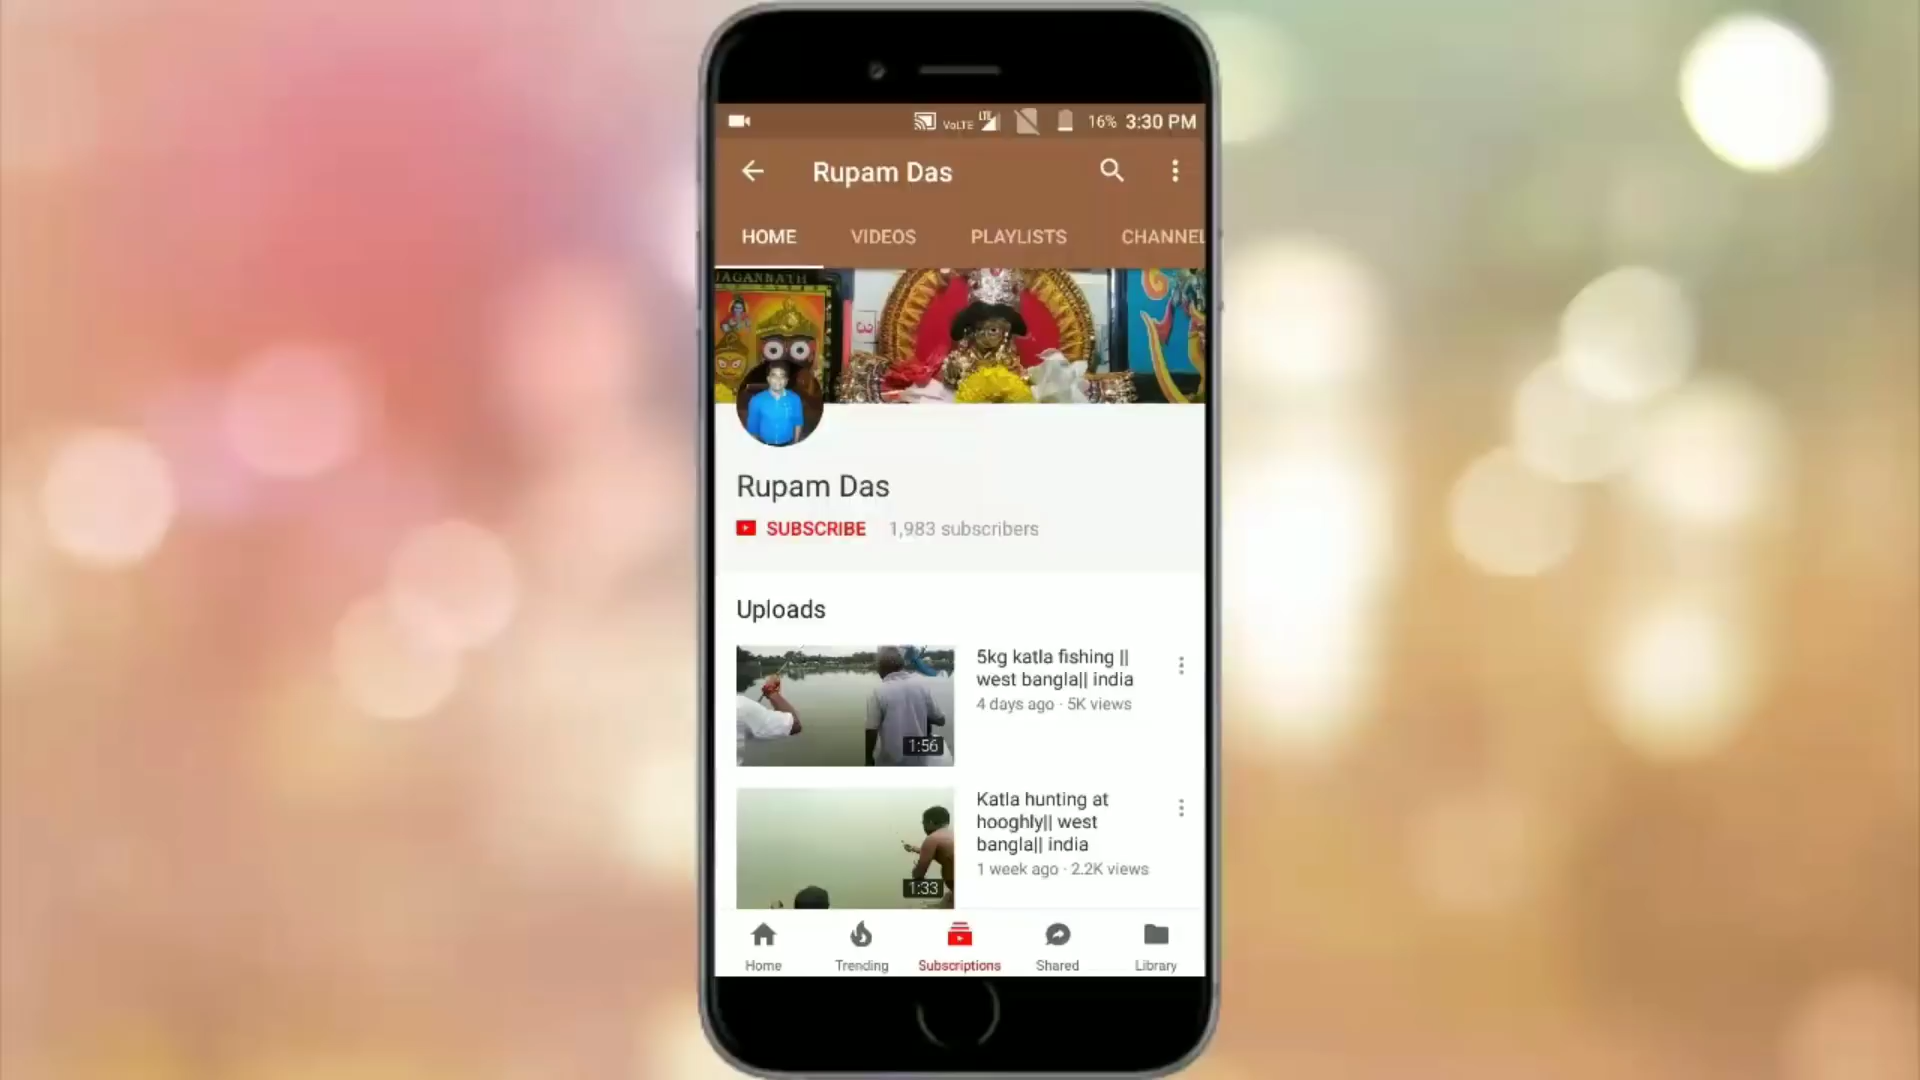 VoLTE LTE 16% 3:30 PM
Rupam Das
HOME VIDEOS PLAYLISTS CHANNEL
JAGANNATH
Rupam Das
SUBSCRIBE 1,983 subscribers
Uploads
5kg katla fishing ||
west bangla|| india
4 days ago · 5K views
1:56
Katla hunting at
hooghly|| west
bangla|| india
1 week ago · 2.2K views
1:33
Home Trending Subscriptions Shared Library